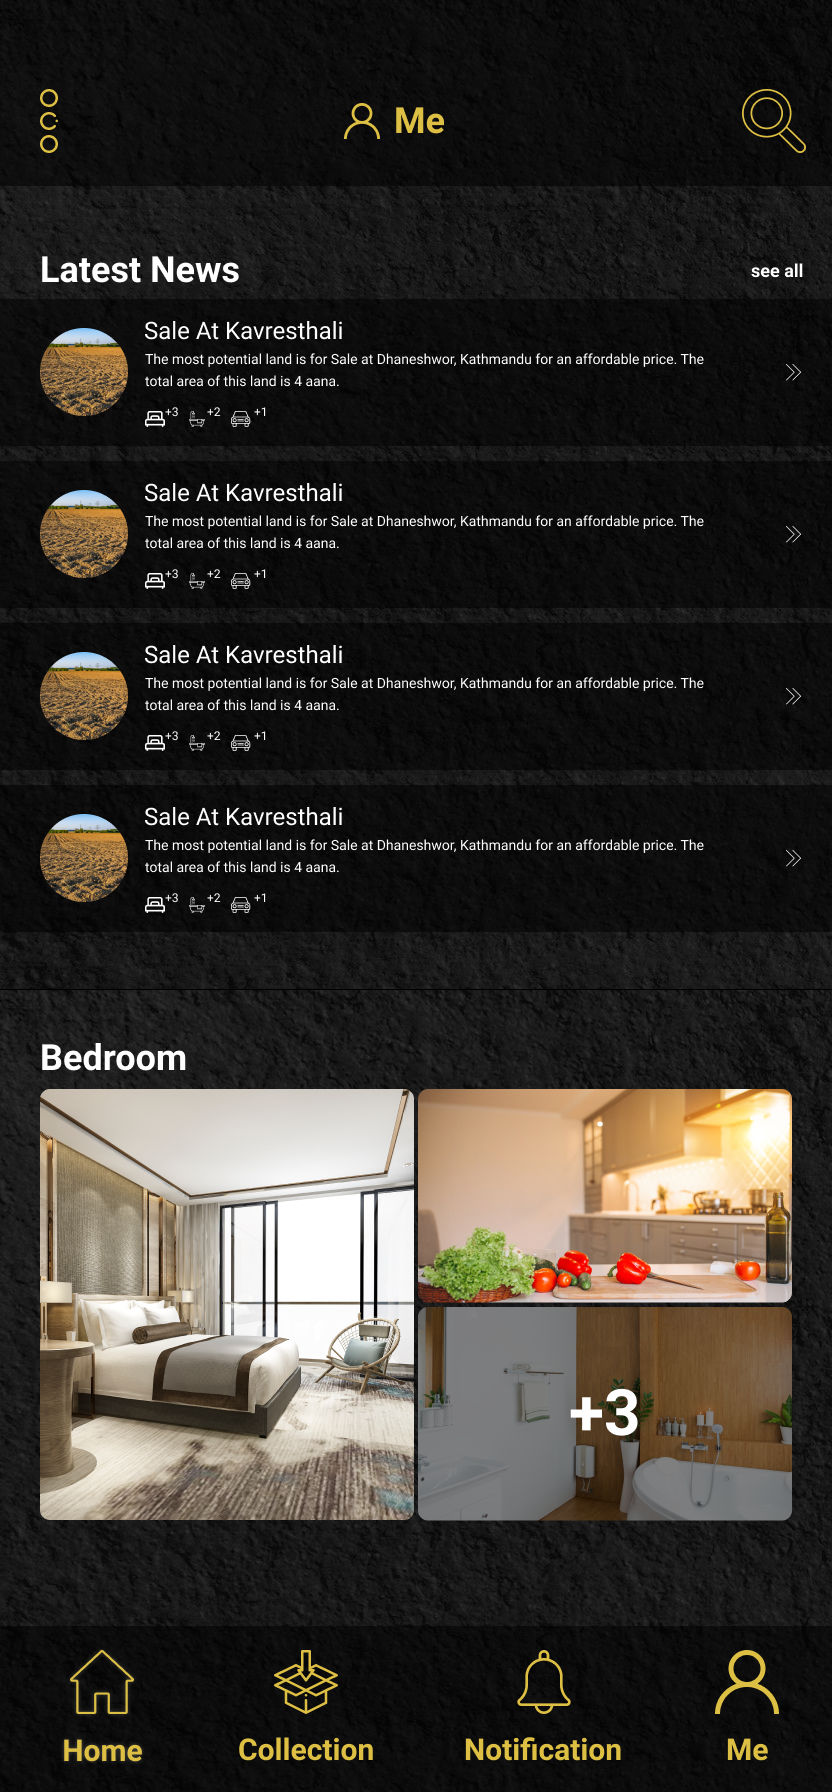 Me
Latest News
see all
Sale At Kavresthali
The most potential land is for Sale at Dhaneshwor, Kathmandu for an affordable price. The
total area of this land is 4 aana.
+3 +2 +1
Sale At Kavresthali
The most potential land is for Sale at Dhaneshwor, Kathmandu for an affordable price. The
total area of this land is 4 aana.
+3 +2 +1
Sale At Kavresthali
The most potential land is for Sale at Dhaneshwor, Kathmandu for an affordable price. The
total area of this land is 4 aana.
+3 +2 +1
Sale At Kavresthali
The most potential land is for Sale at Dhaneshwor, Kathmandu for an affordable price. The
total area of this land is 4 aana.
+3 +2 +1
Bedroom
+3
Home Collection Notification Me